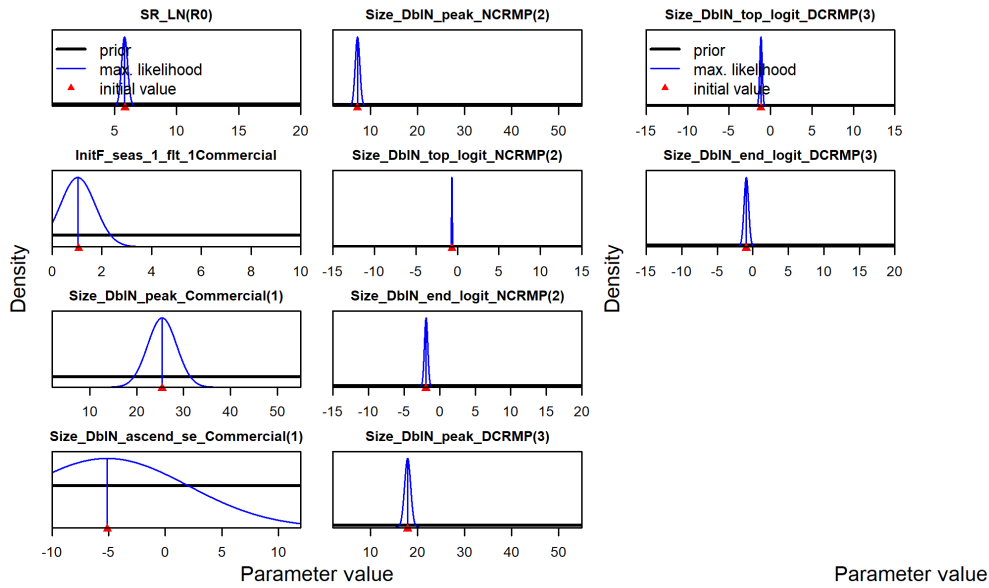 SR_LN(R0)
prior
max. likelihood
initial value
5 10 15 20
Size_DblN_peak_NCRMP(2)
10 20 30 40 50
Size_DblN_top_logit_DCRMP(3)
prior
max. likelihood
initial value
-15 -10 -5 0 5 10 15
InitF_seas_1_flt_1Commercial
0 2 4 6 8 10
Size_DblN_top_logit_NCRMP(2)
-15 -10 -5 0 5 10 15
Size_DblN_end_logit_DCRMP(3)
-15 -10 -5 0 5 10 15 20
Density
Density
Size_DblN_peak_Commercial(1)
10 20 30 40 50
Size_DblN_end_logit_NCRMP(2)
-15 -10 -5 0 5 10 15 20
Size_DblN_ascend_se_Commercial(1)
-10 -5 0 5 10
Size_DblN_peak_DCRMP(3)
10 20 30 40 50
Parameter value
Parameter value